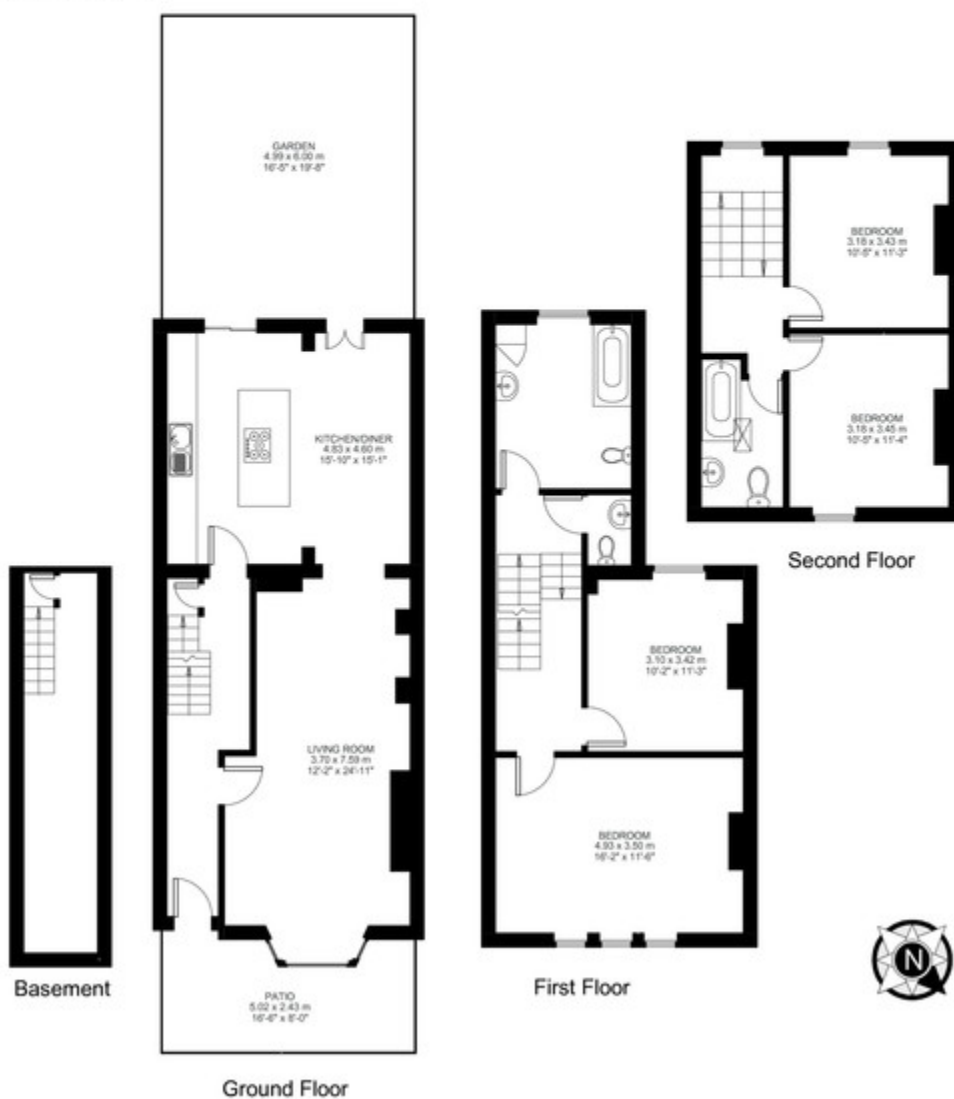 GARDEN
4.99 x 6.00 m
16'-5" x 19'-8"
BEDROOM
3.18 x 3.43 m
10'-5" x 11'-3"
KITCHEN/DINER
4.83 x 4.60 m
15'-10" x 15'-1"
BEDROOM
3.18 x 3.45 m
10'-5" x 11'-4"
Second Floor
BEDROOM
3.10 x 3.42 m
10'-2" x 11'-3"
LIVING ROOM
3.70 x 7.59 m
12'-2" x 24'-11"
BEDROOM
4.93 x 3.50 m
16'-2" x 11'-6"
N
Basement
First Floor
PATIO
5.02 x 2.43 m
16'-6" x 8'-0"
Ground Floor